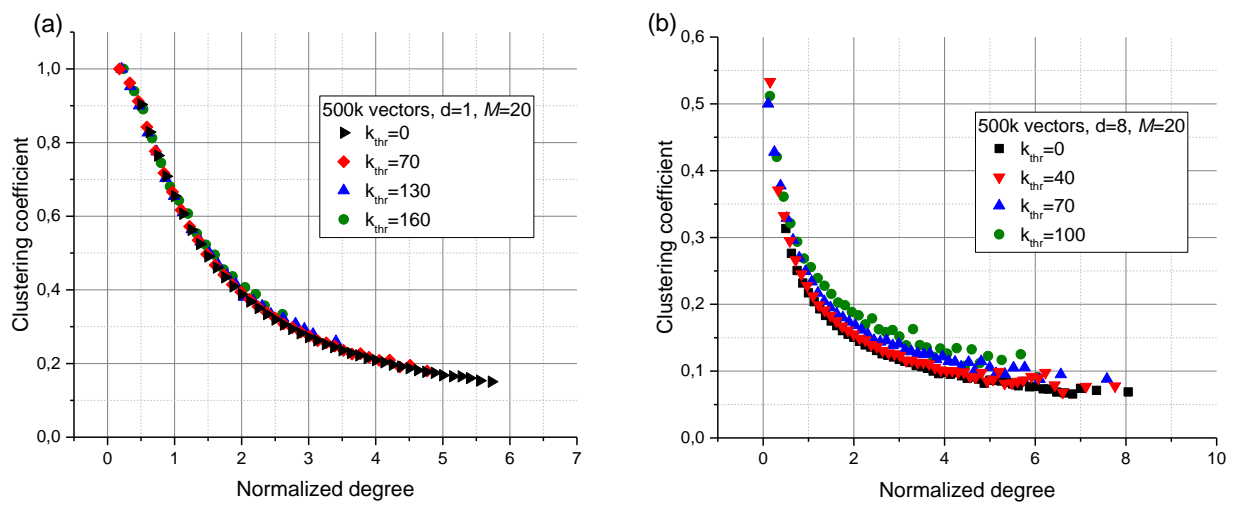 (a)
1,0
0,8
0,6
0,4
0,2
0,0
Clustering coefficient
500k vectors, d=1, M=20
k_thr=0
k_thr=70
k_thr=130
k_thr=160
0 1 2 3 4 5 6 7
Normalized degree
(b)
0,6
0,5
0,4
0,3
0,2
0,1
0,0
Clustering coefficient
500k vectors, d=8, M=20
k_thr=0
k_thr=40
k_thr=70
k_thr=100
0 2 4 6 8 10
Normalized degree